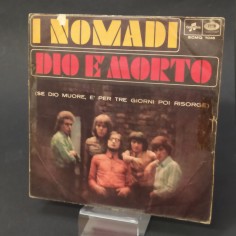 I NOMADI
DIO E' MORTO
(SE DIO MUORE, E' PER TRE GIORNI POI RISORGE)